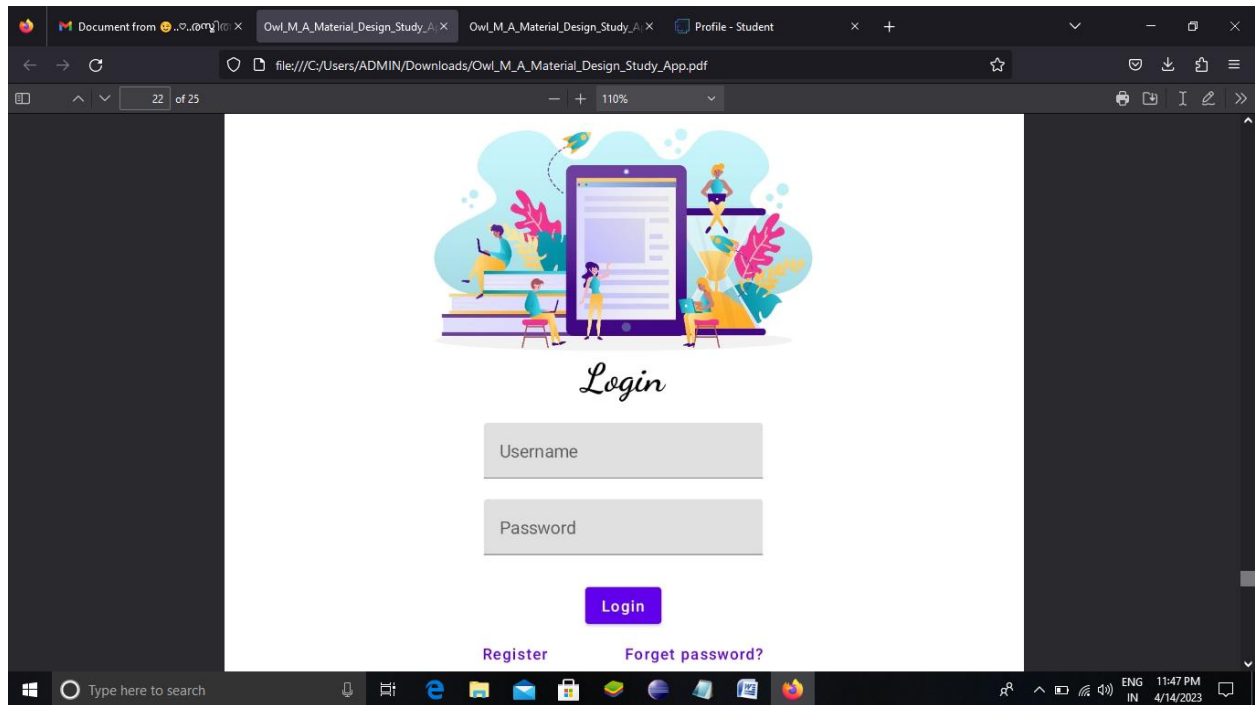 Document from 😊..♡..രസ്മിത
Owl_M_A_Material_Design_Study_A
Owl_M_A_Material_Design_Study_A
Profile - Student
file:///C:/Users/ADMIN/Downloads/Owl_M_A_Material_Design_Study_App.pdf
22 of 25
110%
Login
Username
Password
Login
Register Forget password?
Type here to search
ENG 11:47 PM
IN 4/14/2023